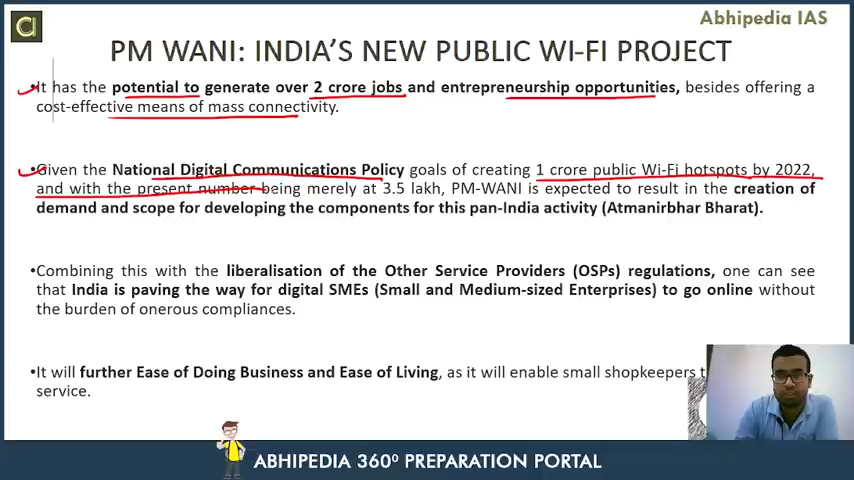 Abhipedia IAS
PM WANI: INDIA'S NEW PUBLIC WI-FI PROJECT
•It has the potential to generate over 2 crore jobs and entrepreneurship opportunities, besides offering a
cost-effective means of mass connectivity.
•Given the National Digital Communications Policy goals of creating 1 crore public Wi-Fi hotspots by 2022,
and with the present number being merely at 3.5 lakh, PM-WANI is expected to result in the creation of
demand and scope for developing the components for this pan-India activity (Atmanirbhar Bharat).
•Combining this with the liberalisation of the Other Service Providers (OSPs) regulations, one can see
that India is paving the way for digital SMEs (Small and Medium-sized Enterprises) to go online without
the burden of onerous compliances.
•It will further Ease of Doing Business and Ease of Living, as it will enable small shopkeepers
service.
ABHIPEDIA 360⁰ PREPARATION PORTAL